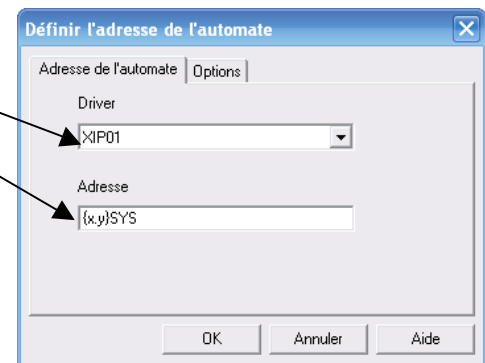 Définir l'adresse de l'automate
Adresse de l'automate Options
Driver
XIP01
Adresse
{x.y}SYS
OK Annuler Aide